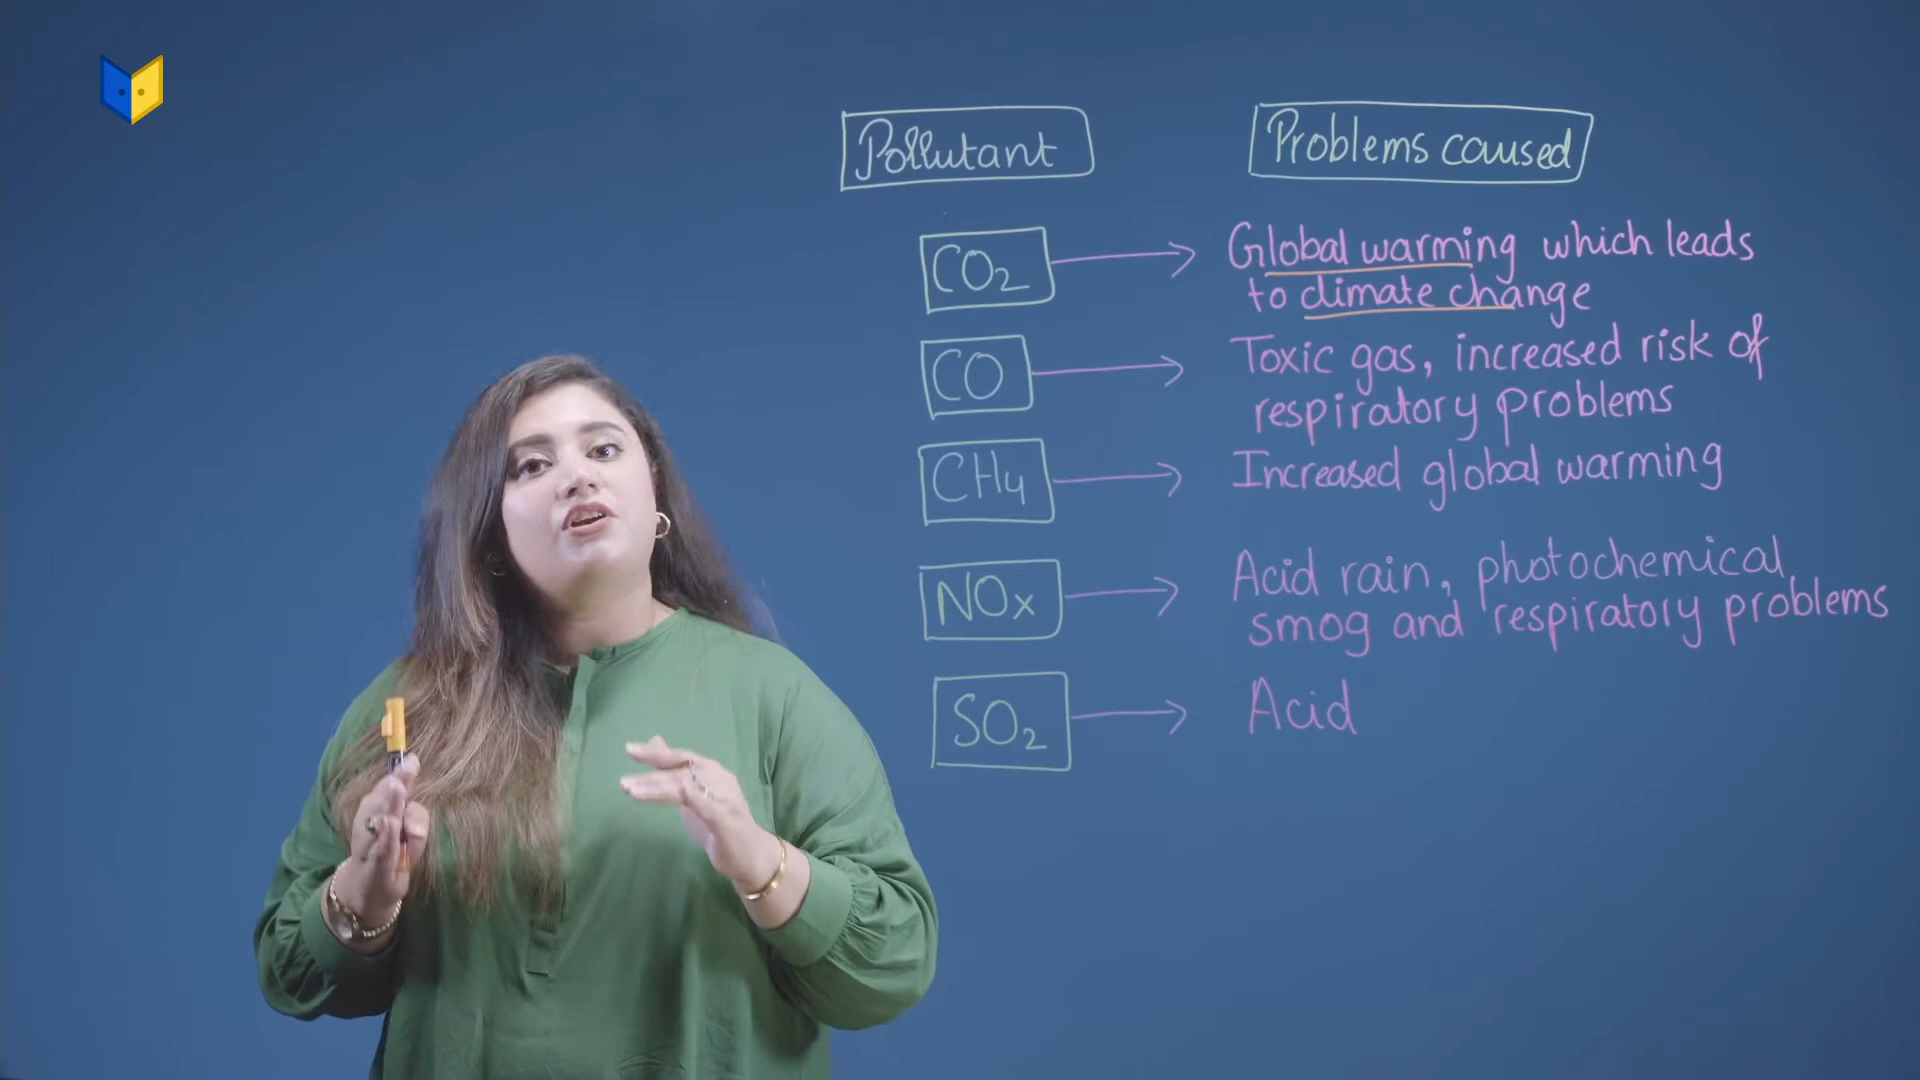 Pollutant
Problems caused
CO₂
Global warming which leads
to climate change
CO
Toxic gas, increased risk of
respiratory problems
CH₄
Increased global warming
NOx
Acid rain, photochemical
smog and respiratory problems
SO₂
Acid